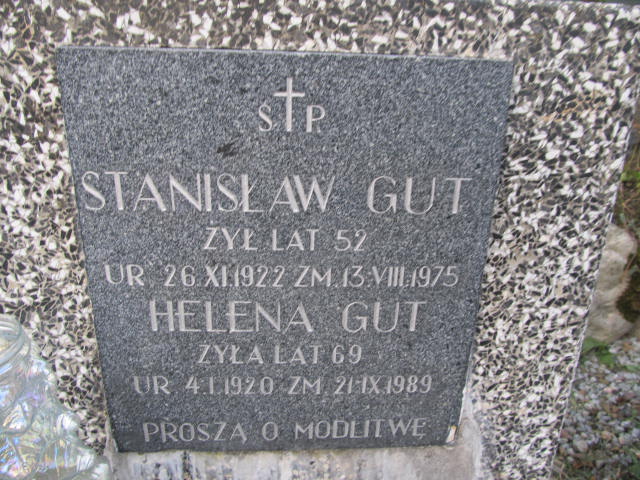 Ś✝P.
STANISŁAW GUT
ŻYŁ LAT 52
UR. 26.XI.1922 ZM. 13.VIII.1975
HELENA GUT
ŻYŁA LAT 69
UR 4.I.1920 ZM. 21.IX.1989
PROSZĄ O MODLITWĘ